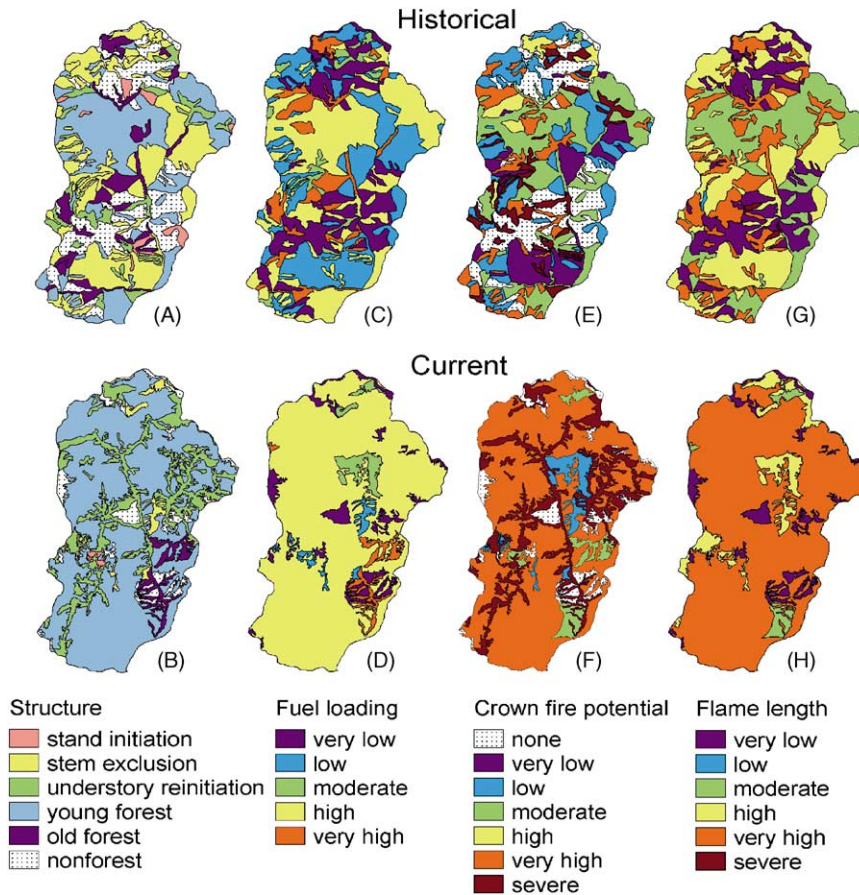 Historical
(A)
(C)
(E)
(G)
Current
(B)
(D)
(F)
(H)
Structure
stand initiation
stem exclusion
understory reinitiation
young forest
old forest
nonforest
Fuel loading
very low
low
moderate
high
very high
Crown fire potential
none
very low
low
moderate
high
very high
severe
Flame length
very low
low
moderate
high
very high
severe